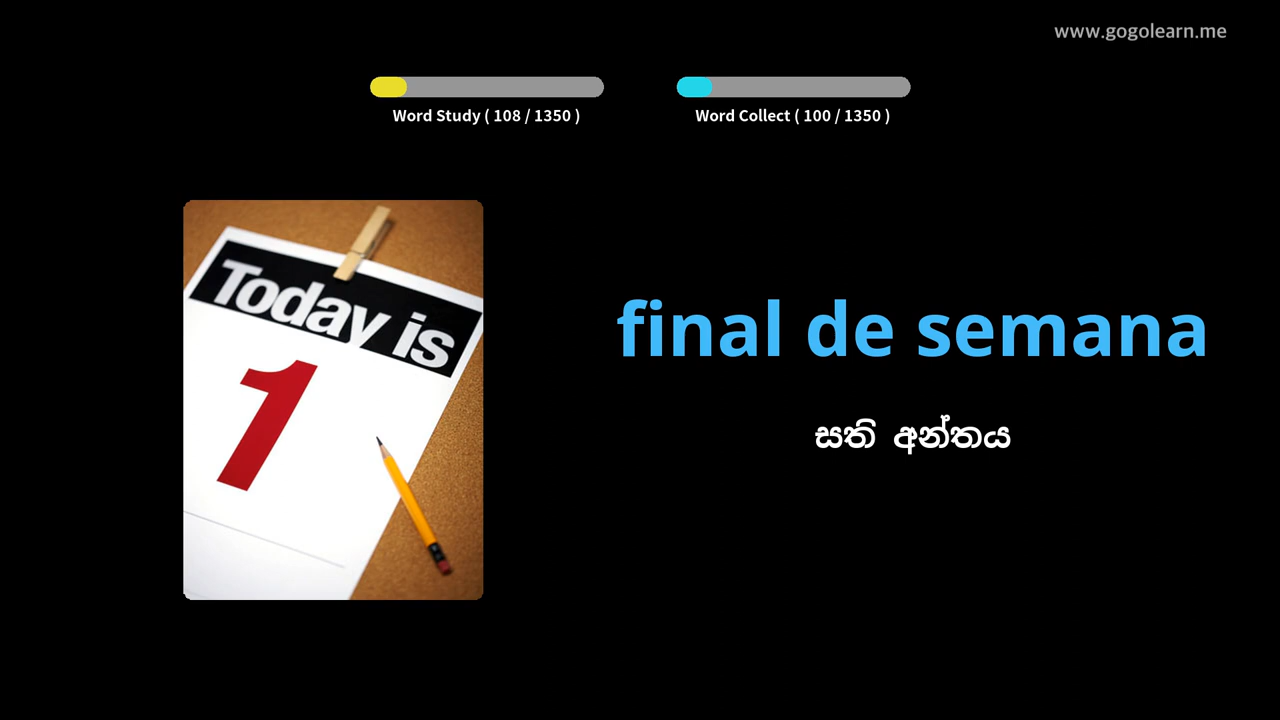 www.gogolearn.me
Word Study ( 108 / 1350 )
Word Collect ( 100 / 1350 )
Today is
1
final de semana
සති අන්තය